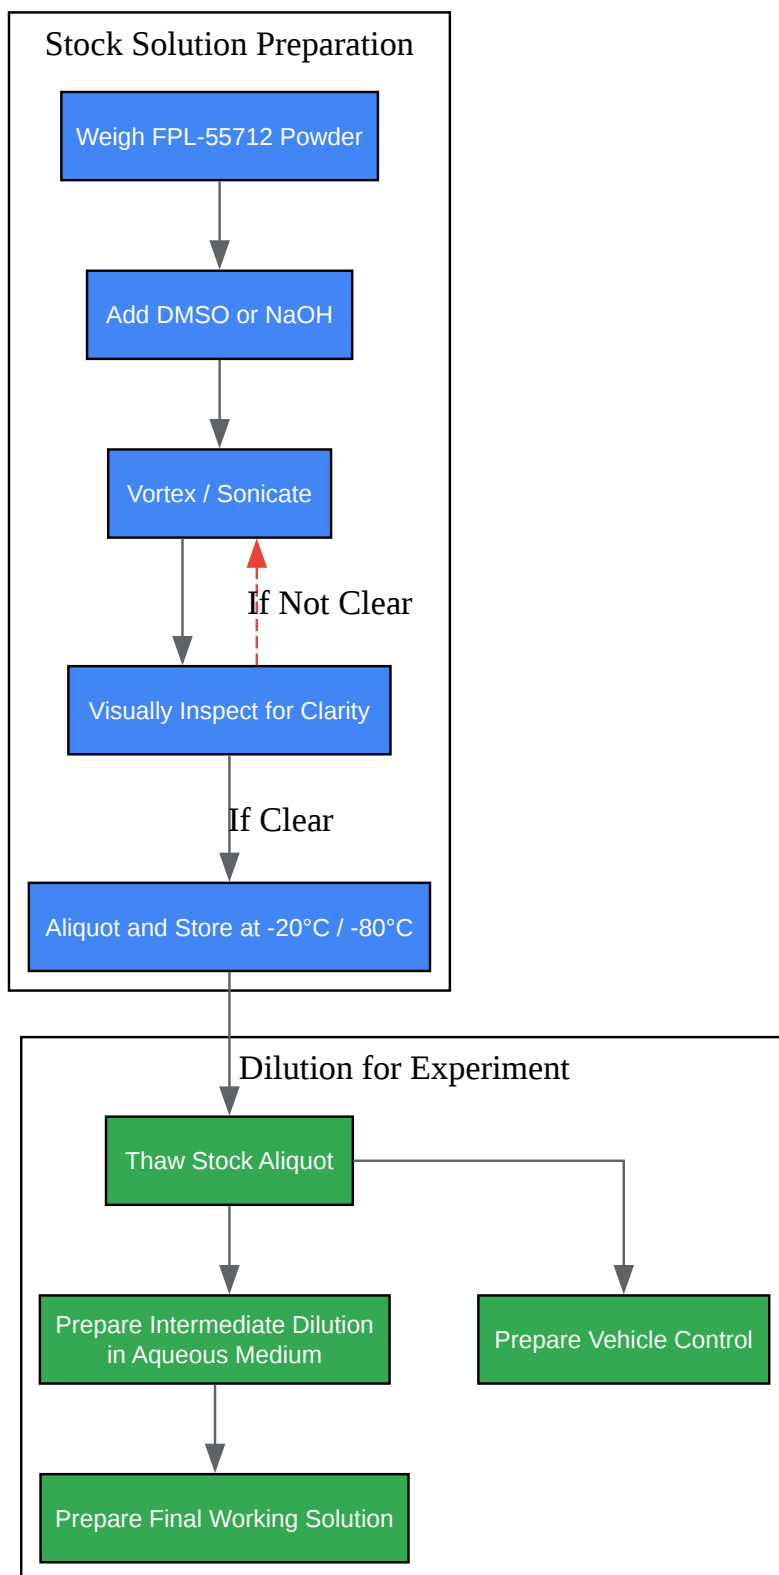 Stock Solution Preparation
Weigh FPL-55712 Powder
Add DMSO or NaOH
Vortex / Sonicate
If Not Clear
Visually Inspect for Clarity
If Clear
Aliquot and Store at -20°C / -80°C
Dilution for Experiment
Thaw Stock Aliquot
Prepare Intermediate Dilution
in Aqueous Medium
Prepare Vehicle Control
Prepare Final Working Solution